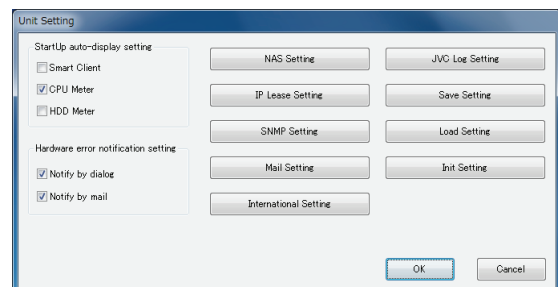 Unit Setting
StartUp auto-display setting
Smart Client
CPU Meter
HDD Meter
Hardware error notification setting
Notify by dialog
Notify by mail
NAS Setting
IP Lease Setting
SNMP Setting
Mail Setting
International Setting
JVC Log Setting
Save Setting
Load Setting
Init Setting
OK
Cancel